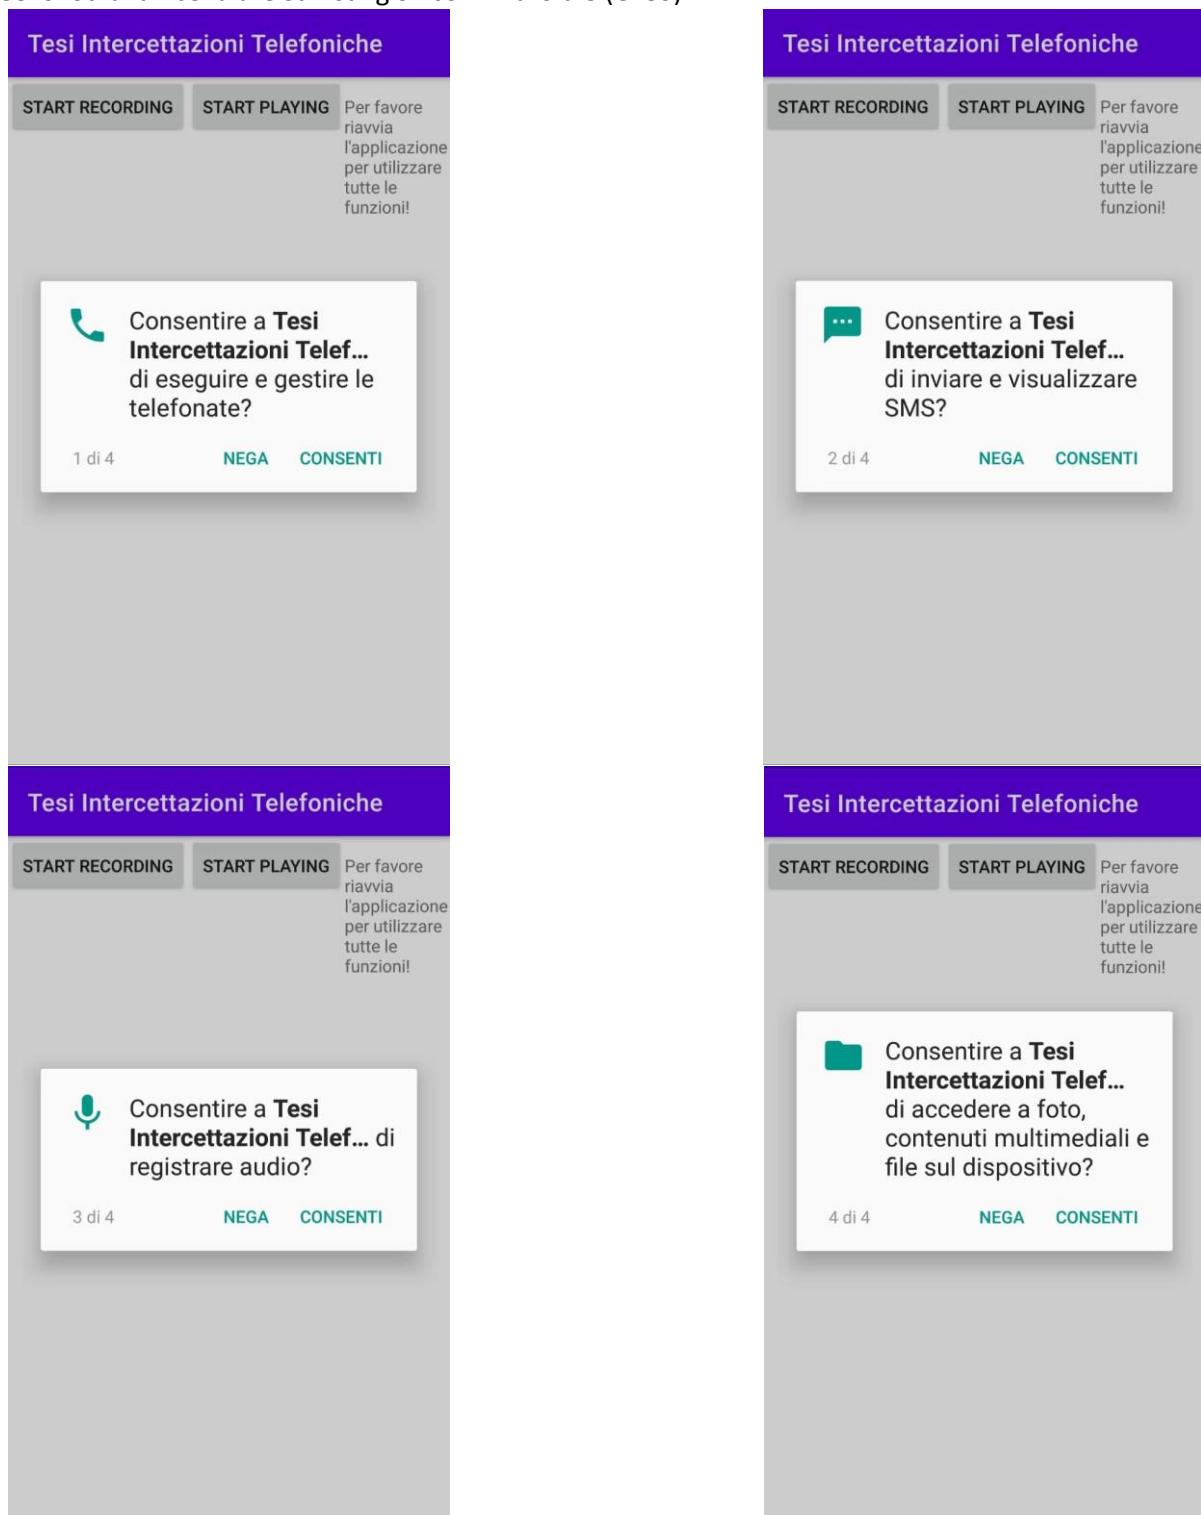 Tesi Intercettazioni Telefoniche
START RECORDING
START PLAYING
Per favore
riavvia
l'applicazione
per utilizzare
tutte le
funzioni!
Consentire a Tesi
Intercettazioni Telef...
di eseguire e gestire le
telefonate?
1 di 4
NEGA
CONSENTI
Tesi Intercettazioni Telefoniche
START RECORDING
START PLAYING
Per favore
riavvia
l'applicazione
per utilizzare
tutte le
funzioni!
Consentire a Tesi
Intercettazioni Telef...
di inviare e visualizzare
SMS?
2 di 4
NEGA
CONSENTI
Tesi Intercettazioni Telefoniche
START RECORDING
START PLAYING
Per favore
riavvia
l'applicazione
per utilizzare
tutte le
funzioni!
Consentire a Tesi
Intercettazioni Telef... di
registrare audio?
3 di 4
NEGA
CONSENTI
Tesi Intercettazioni Telefoniche
START RECORDING
START PLAYING
Per favore
riavvia
l'applicazione
per utilizzare
tutte le
funzioni!
Consentire a Tesi
Intercettazioni Telef...
di accedere a foto,
contenuti multimediali e
file sul dispositivo?
4 di 4
NEGA
CONSENTI